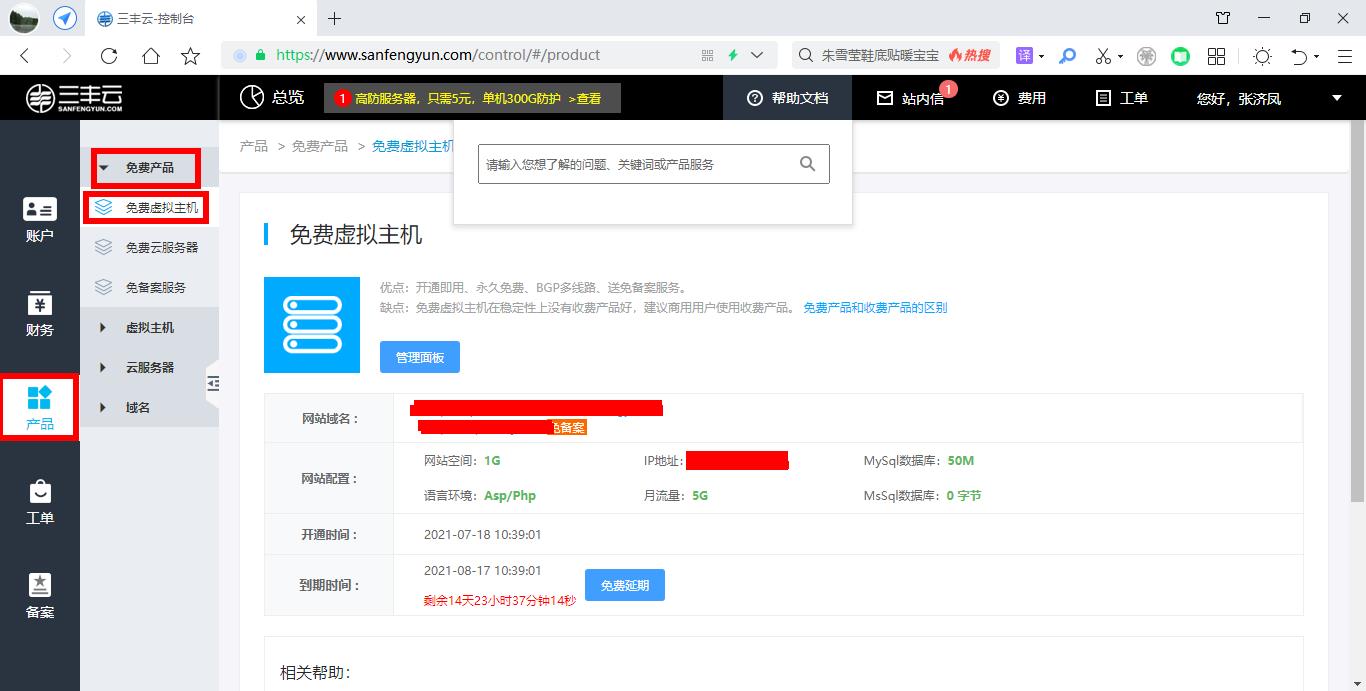 三丰云-控制台
https://www.sanfengyun.com/control/#/product
朱雪莹鞋底贴暖宝宝 热搜
译
三丰云
SANFENGYUN.COM
总览
1 高防服务器，只需5元，单机300G防护 >查看
帮助文档
站内信 1
费用
工单
您好，张济凤
账户
财务
产品
工单
备案
免费产品
免费虚拟主机
免费云服务器
免备案服务
虚拟主机
云服务器
域名
产品 > 免费产品 > 免费虚拟主机
请输入您想了解的问题、关键词或产品服务
免费虚拟主机
优点：开通即用、永久免费、BGP多线路、送免备案服务。
缺点：免费虚拟主机在稳定性上没有收费产品好，建议商用用户使用收费产品。 免费产品和收费产品的区别
管理面板
网站域名：
备案
网站配置：
网站空间：1G IP地址： MySql数据库：50M
语言环境：Asp/Php 月流量：5G MsSql数据库：0 字节
开通时间： 2021-07-18 10:39:01
到期时间： 2021-08-17 10:39:01
剩余14天23小时37分钟14秒
免费延期
相关帮助：